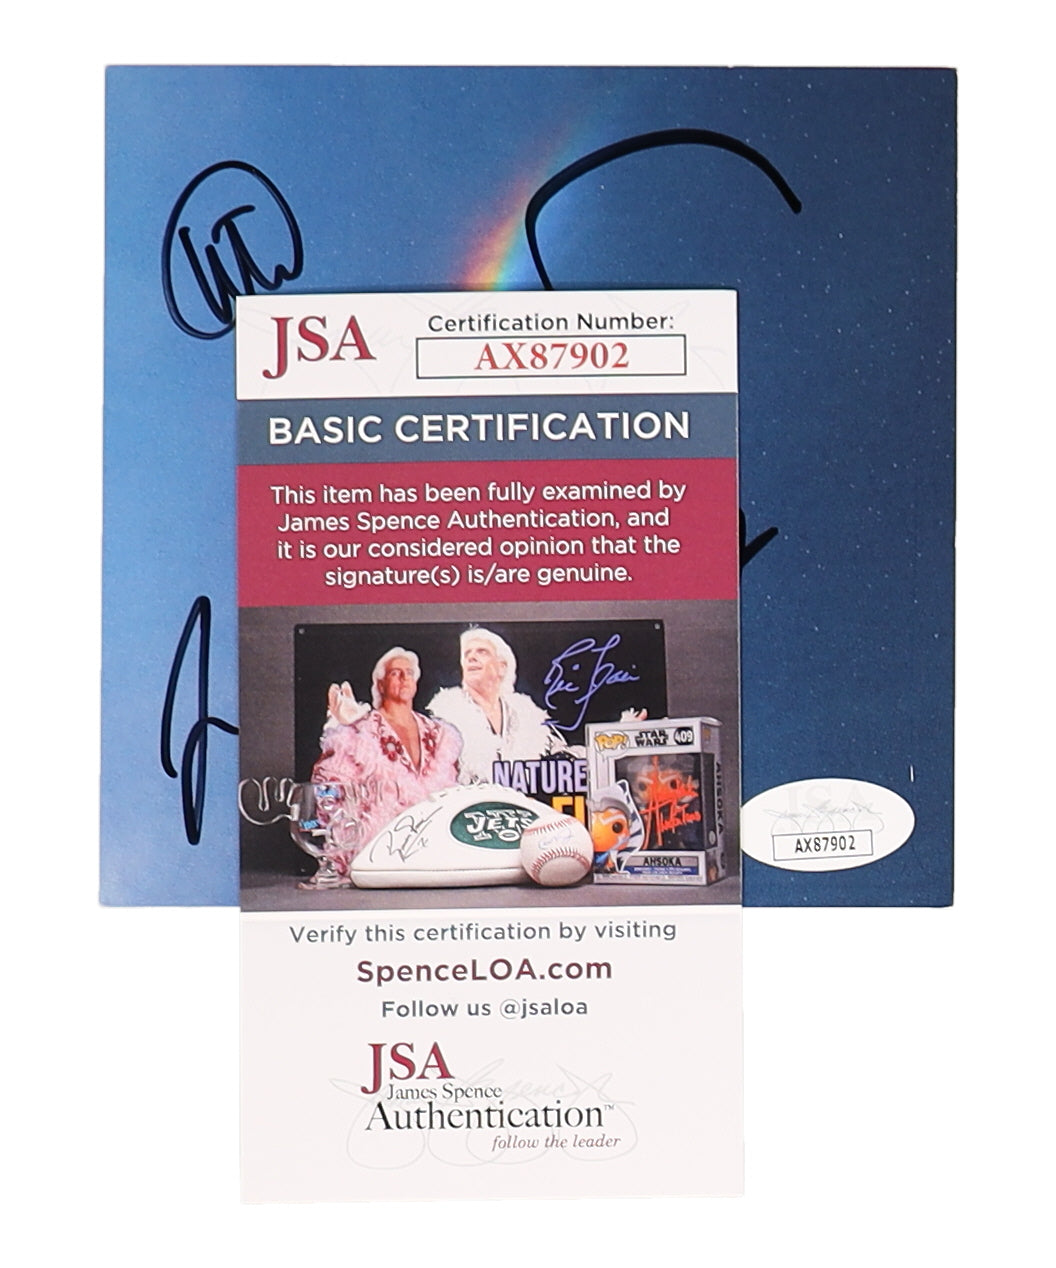 JSA
Certification Number:
AX87902
BASIC CERTIFICATION
This item has been fully examined by
James Spence Authentication, and
it is our considered opinion that the
signature(s) is/are genuine.
NATURE
JETS
POP!
STAR
WARS
409
AHSOKA
AHSOKA
JSA
AX87902
Verify this certification by visiting
SpenceLOA.com
Follow us @jsaloa
JSA
James Spence
Authentication™
follow the leader